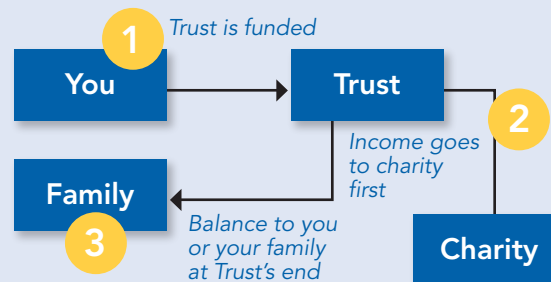 1
Trust is funded
You
Trust
2
Income goes
to charity
first
Family
3
Balance to you
or your family
at Trust's end
Charity